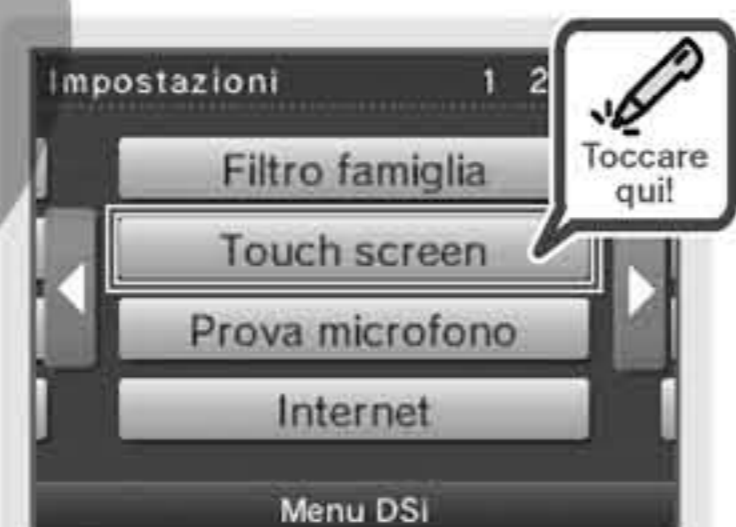 Impostazioni 1 2
Toccare
qui!
Filtro famiglia
Touch screen
Prova microfono
Internet
Menu DSi